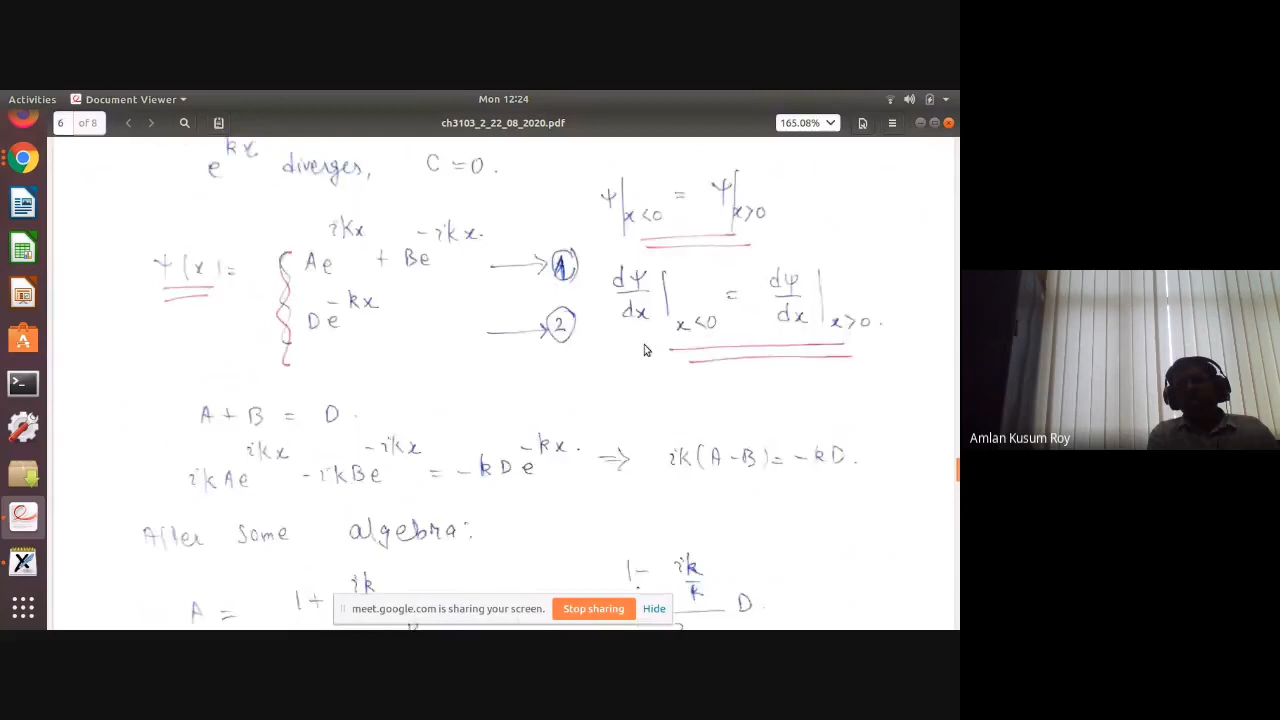 Activities Document Viewer Mon 12:24
6 of 8 ch3103_2_22_08_2020.pdf 165.08%
e^{kx} diverges, C = 0.
ψ|_{x<0} = ψ|_{x>0}
ψ(x) = { Ae^{ikx} + Be^{-ikx}. → ①
De^{-kx} → ②
dψ/dx|_{x<0} = dψ/dx|_{x>0}.
A + B = D.
ikAe^{ikx} - ikBe^{-ikx} = -kDe^{-kx}. ⇒ ik(A-B) = -kD.
After some algebra:
A = 1 + ik 1 - ik/k D.
meet.google.com is sharing your screen. Stop sharing Hide
Amlan Kusum Roy